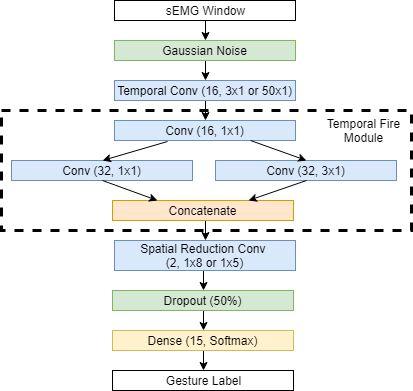 sEMG Window
Gaussian Noise
Temporal Conv (16, 3x1 or 50x1)
Temporal Fire
Module
Conv (16, 1x1)
Conv (32, 1x1)
Conv (32, 3x1)
Concatenate
Spatial Reduction Conv
(2, 1x8 or 1x5)
Dropout (50%)
Dense (15, Softmax)
Gesture Label